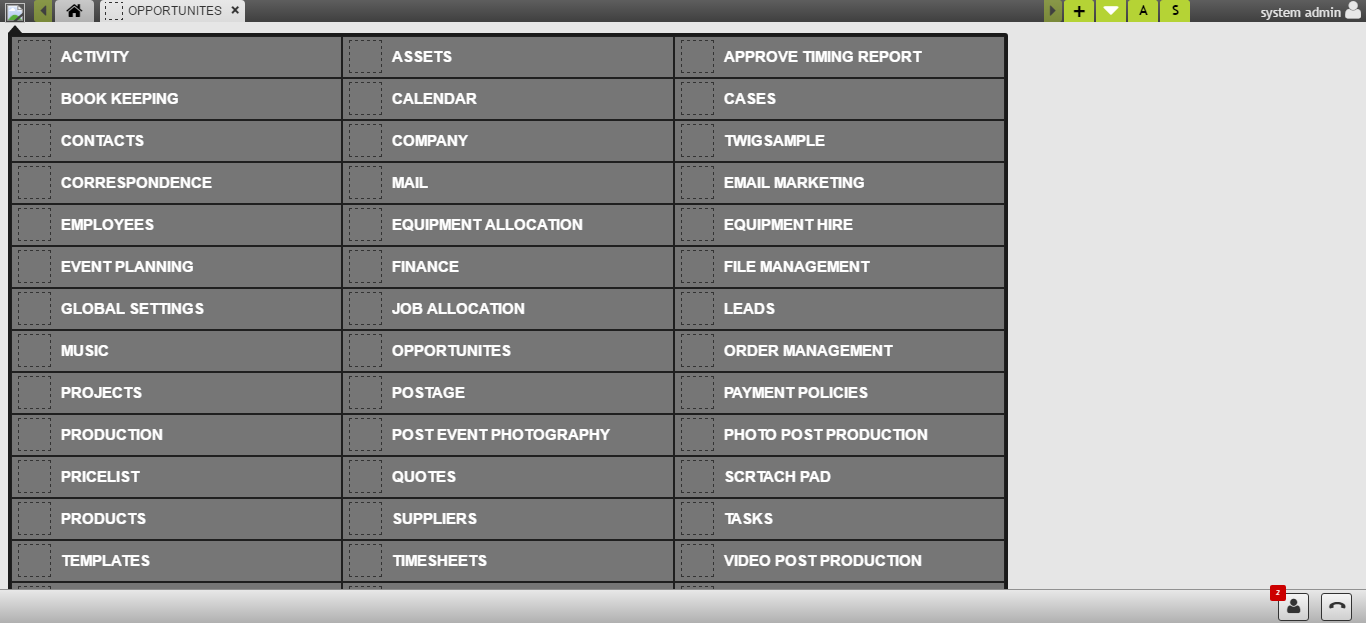 OPPORTUNITES ×
+ A S
system admin
ACTIVITY ASSETS APPROVE TIMING REPORT
BOOK KEEPING CALENDAR CASES
CONTACTS COMPANY TWIGSAMPLE
CORRESPONDENCE MAIL EMAIL MARKETING
EMPLOYEES EQUIPMENT ALLOCATION EQUIPMENT HIRE
EVENT PLANNING FINANCE FILE MANAGEMENT
GLOBAL SETTINGS JOB ALLOCATION LEADS
MUSIC OPPORTUNITES ORDER MANAGEMENT
PROJECTS POSTAGE PAYMENT POLICIES
PRODUCTION POST EVENT PHOTOGRAPHY PHOTO POST PRODUCTION
PRICELIST QUOTES SCRTACH PAD
PRODUCTS SUPPLIERS TASKS
TEMPLATES TIMESHEETS VIDEO POST PRODUCTION
2